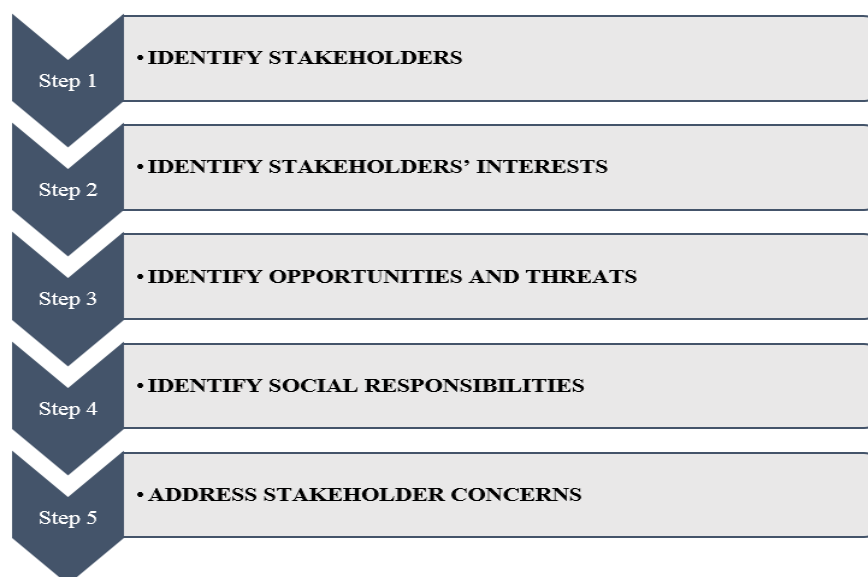 Step 1
• IDENTIFY STAKEHOLDERS
Step 2
• IDENTIFY STAKEHOLDERS’ INTERESTS
Step 3
• IDENTIFY OPPORTUNITIES AND THREATS
Step 4
• IDENTIFY SOCIAL RESPONSIBILITIES
Step 5
• ADDRESS STAKEHOLDER CONCERNS